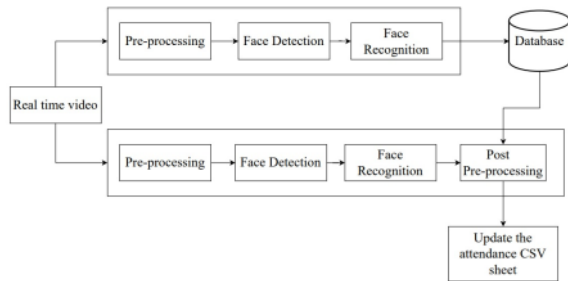 Pre-processing
Face Detection
Face
Recognition
Database
Real time video
Pre-processing
Face Detection
Face
Recognition
Post
Pre-processing
Update the
attendance CSV
sheet